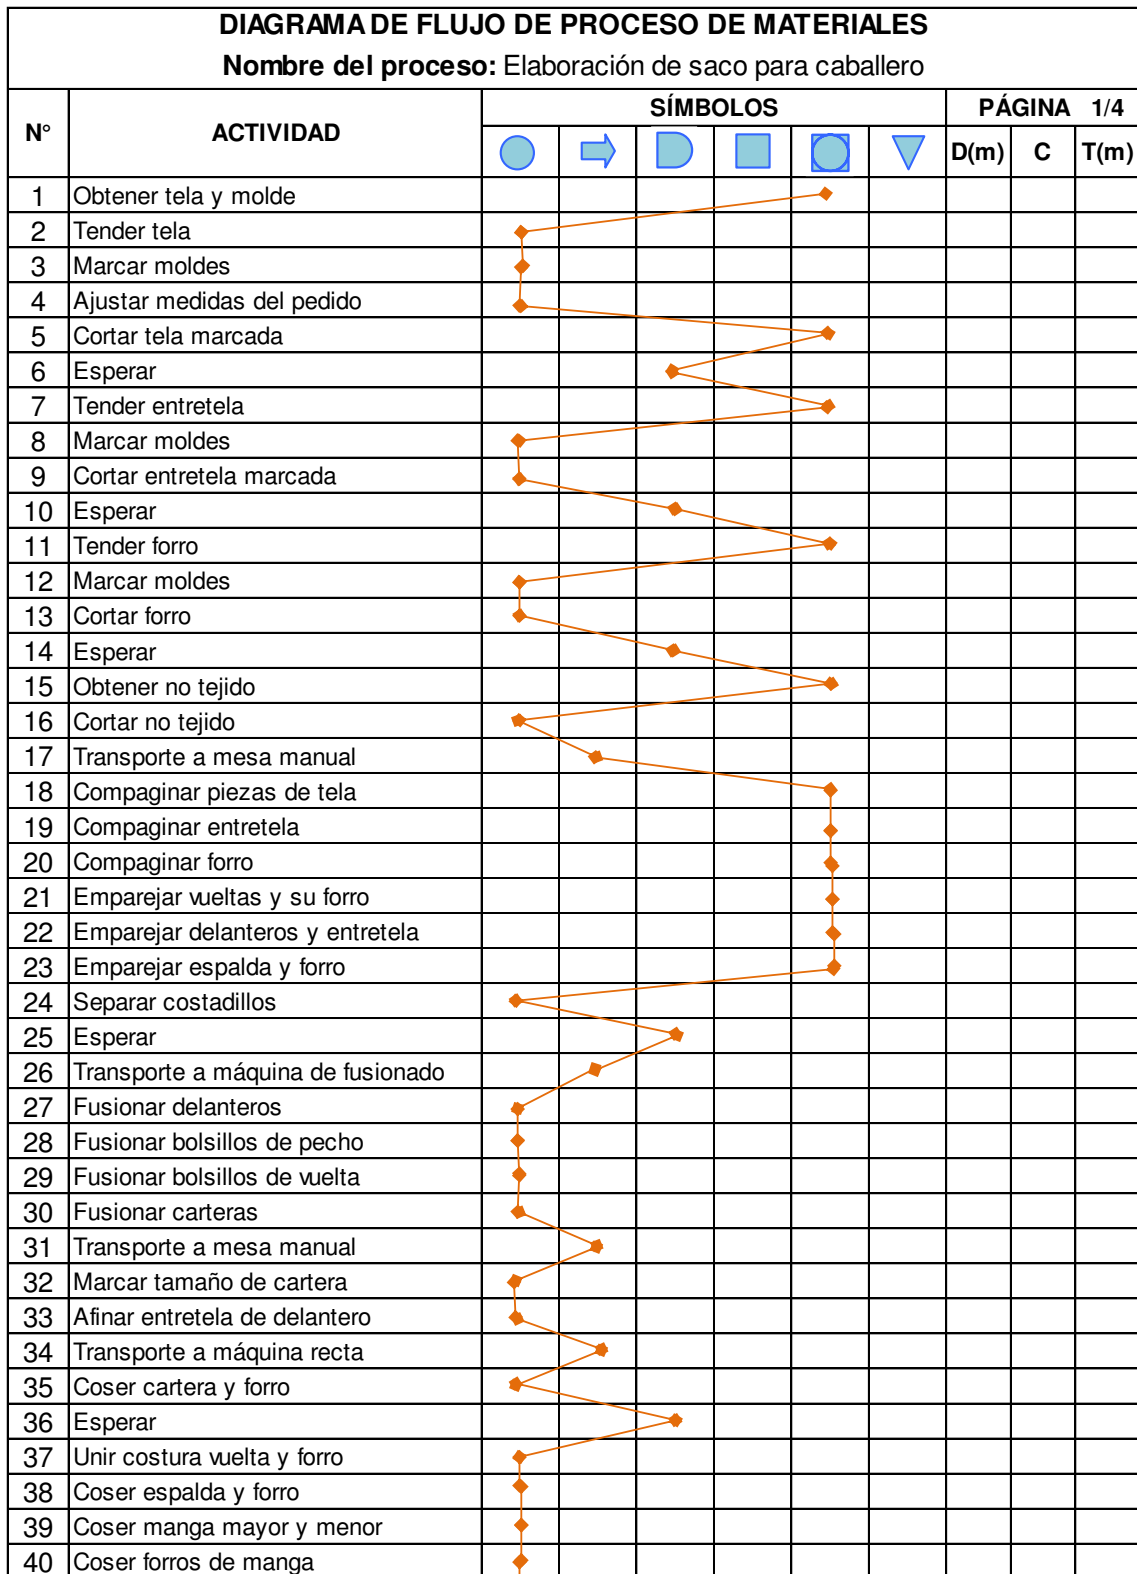 DIAGRAMA DE FLUJO DE PROCESO DE MATERIALES
Nombre del proceso: Elaboración de saco para caballero
N° ACTIVIDAD SÍMBOLOS PÁGINA 1/4
D(m) C T(m)
1 Obtener tela y molde
2 Tender tela
3 Marcar moldes
4 Ajustar medidas del pedido
5 Cortar tela marcada
6 Esperar
7 Tender entretela
8 Marcar moldes
9 Cortar entretela marcada
10 Esperar
11 Tender forro
12 Marcar moldes
13 Cortar forro
14 Esperar
15 Obtener no tejido
16 Cortar no tejido
17 Transporte a mesa manual
18 Compaginar piezas de tela
19 Compaginar entretela
20 Compaginar forro
21 Emparejar vueltas y su forro
22 Emparejar delanteros y entretela
23 Emparejar espalda y forro
24 Separar costadillos
25 Esperar
26 Transporte a máquina de fusionado
27 Fusionar delanteros
28 Fusionar bolsillos de pecho
29 Fusionar bolsillos de vuelta
30 Fusionar carteras
31 Transporte a mesa manual
32 Marcar tamaño de cartera
33 Afinar entretela de delantero
34 Transporte a máquina recta
35 Coser cartera y forro
36 Esperar
37 Unir costura vuelta y forro
38 Coser espalda y forro
39 Coser manga mayor y menor
40 Coser forros de manga